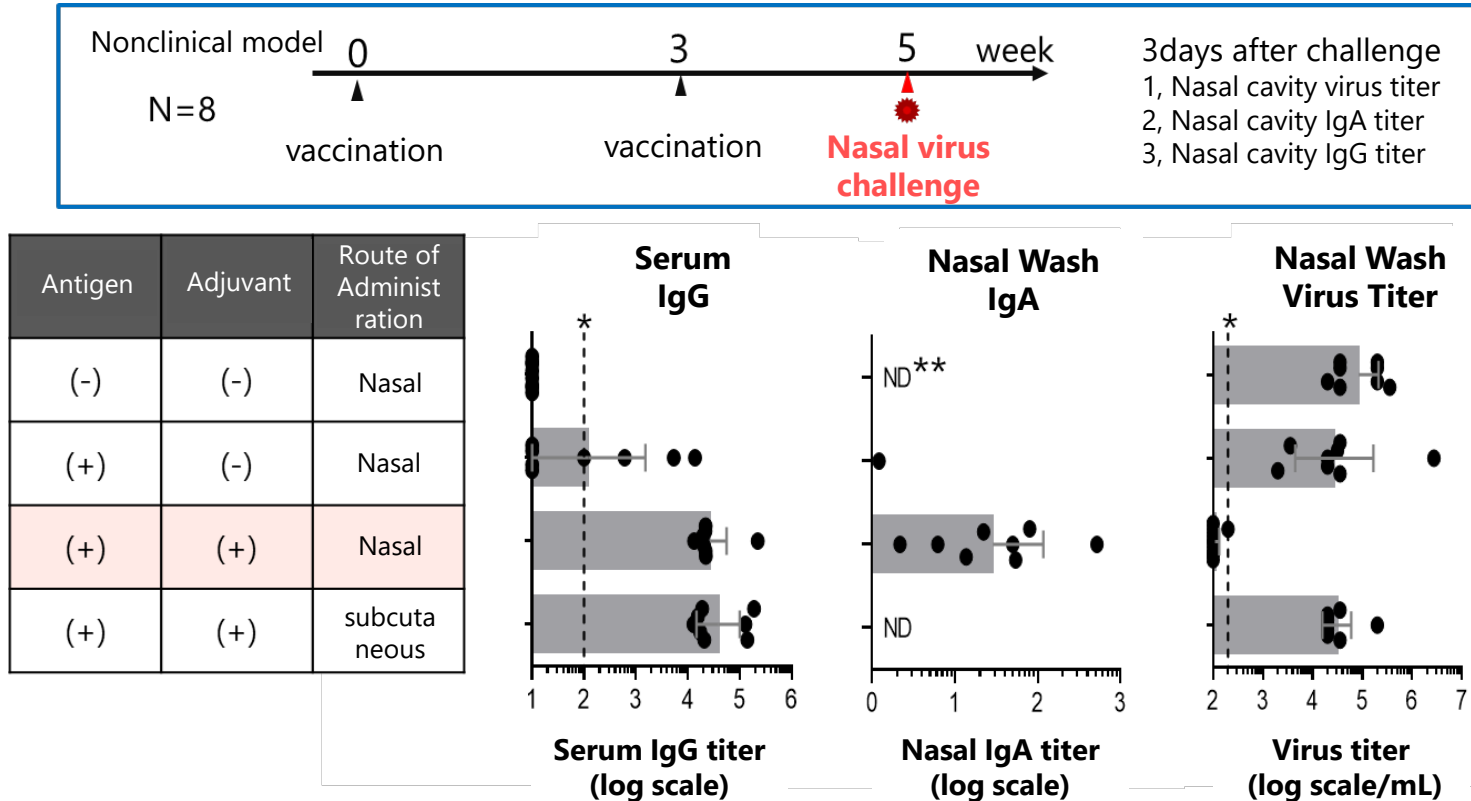 Nonclinical model
0
3
5
week
N=8
vaccination
vaccination
Nasal virus
challenge
3days after challenge
1, Nasal cavity virus titer
2, Nasal cavity IgA titer
3, Nasal cavity IgG titer
Antigen
Adjuvant
Route of
Administ
ration
(-)
(-)
Nasal
(+)
(-)
Nasal
(+)
(+)
Nasal
(+)
(+)
subcuta
neous
Serum
IgG
*
1 2 3 4 5 6
Serum IgG titer
(log scale)
Nasal Wash
IgA
ND**
ND
0 1 2 3
Nasal IgA titer
(log scale)
Nasal Wash
Virus Titer
*
2 3 4 5 6 7
Virus titer
(log scale/mL)